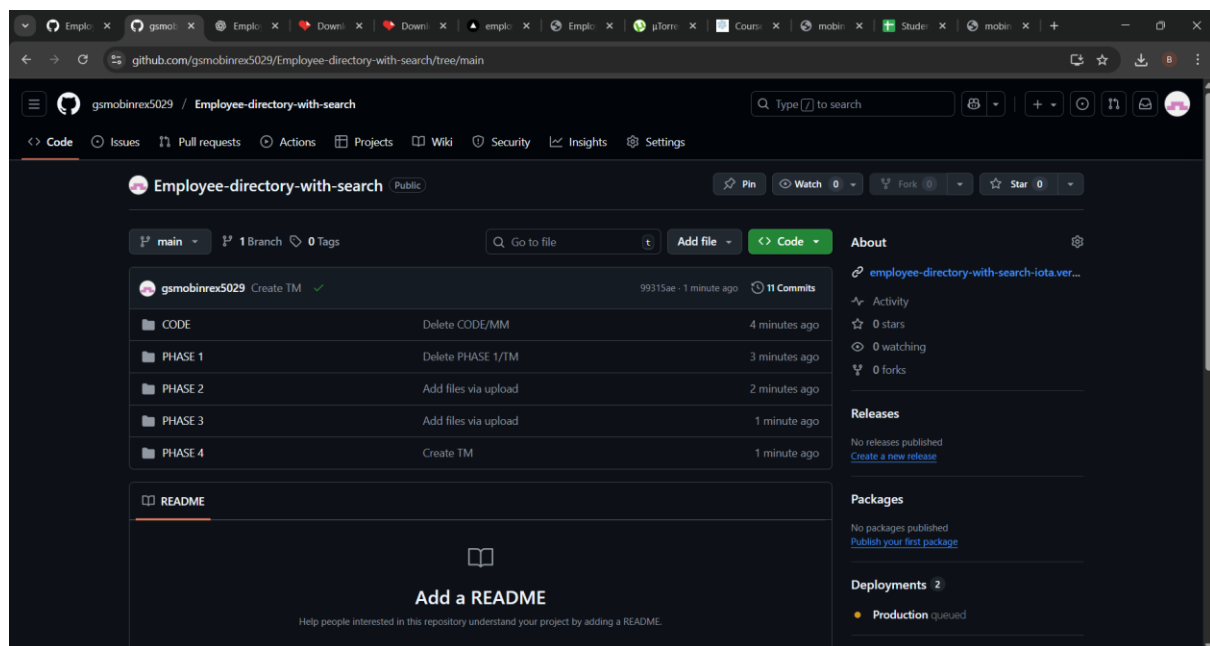 Emplo
gsmob
Emplo
Downl
Downl
emplo
Emplo
µTorre
Course
mobin
Studen
mobin
github.com/gsmobinrex5029/Employee-directory-with-search/tree/main
B
gsmobinrex5029 / Employee-directory-with-search
Type / to search
<> Code Issues Pull requests Actions Projects Wiki Security Insights Settings
Employee-directory-with-search Public
Pin Watch 0 Fork 0 Star 0
main 1 Branch 0 Tags Go to file t Add file <> Code
About
employee-directory-with-search-iota.ver...
gsmobinrex5029 Create TM 99315ae · 1 minute ago 11 Commits
Activity
CODE Delete CODE/MM 4 minutes ago
0 stars
0 watching
PHASE 1 Delete PHASE 1/TM 3 minutes ago
0 forks
PHASE 2 Add files via upload 2 minutes ago
PHASE 3 Add files via upload 1 minute ago
PHASE 4 Create TM 1 minute ago
Releases
No releases published
Create a new release
README
Packages
No packages published
Publish your first package
Add a README
Help people interested in this repository understand your project by adding a README.
Deployments 2
Production queued